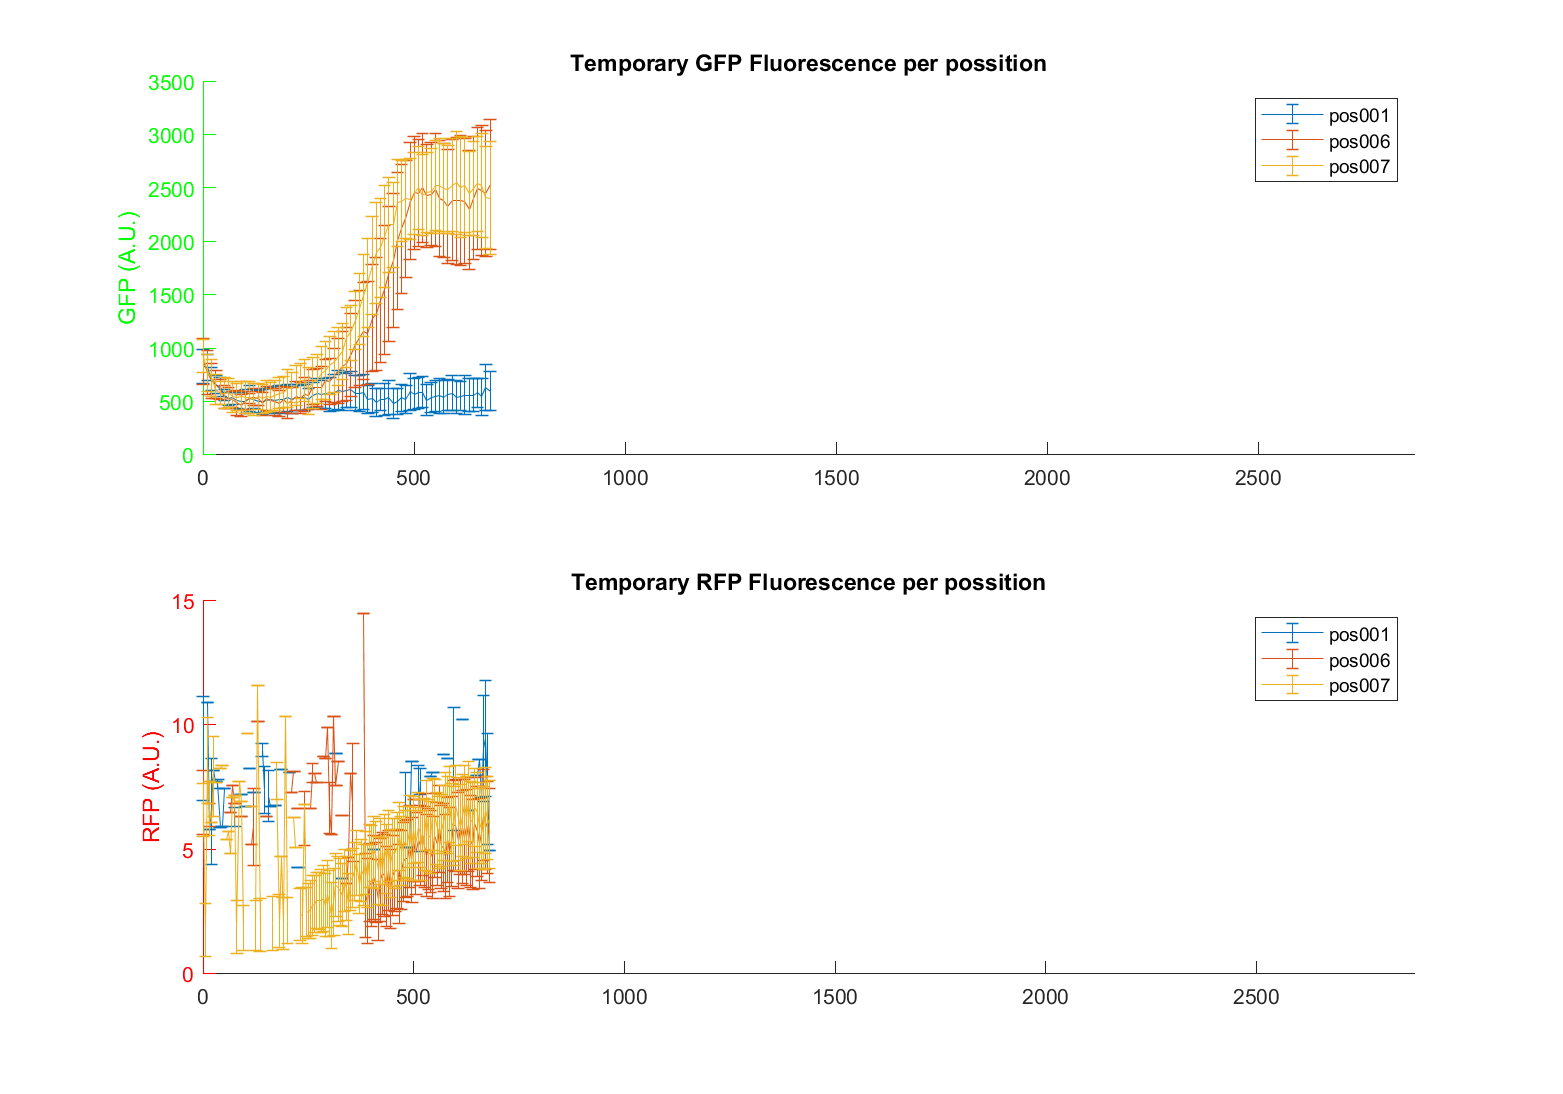 Temporary GFP Fluorescence per possition
3500
3000
2500
2000
1500
1000
500
0
GFP (A.U.)
0 500 1000 1500 2000 2500
pos001
pos006
pos007
Temporary RFP Fluorescence per possition
15
10
5
0
RFP (A.U.)
0 500 1000 1500 2000 2500
pos001
pos006
pos007